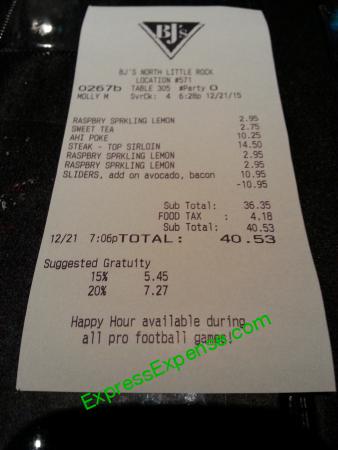 BJ's
BJ'S NORTH LITTLE ROCK
LOCATION #571
0267b TABLE 305 #Party 0
MOLLY M SvrCk: 4 6:28p 12/21/15
RASPBRY SPRKLING LEMON 2.95
SWEET TEA 2.75
AHI POKE 10.25
STEAK - TOP SIRLOIN 14.50
RASPBRY SPRKLING LEMON 2.95
RASPBRY SPRKLING LEMON 2.95
SLIDERS, add on avocado, bacon 10.95
-10.95
Sub Total: 36.35
FOOD TAX : 4.18
Sub Total: 40.53
12/21 7:06p TOTAL: 40.53
Suggested Gratuity
15% 5.45
20% 7.27
Happy Hour available during
all pro football games!
ExpressExpense.com